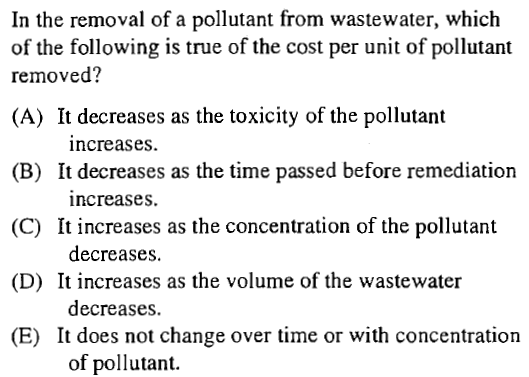 In the removal of a pollutant from wastewater, which
of the following is true of the cost per unit of pollutant
removed?
(A) It decreases as the toxicity of the pollutant
increases.
(B) It decreases as the time passed before remediation
increases.
(C) It increases as the concentration of the pollutant
decreases.
(D) It increases as the volume of the wastewater
decreases.
(E) It does not change over time or with concentration
of pollutant.